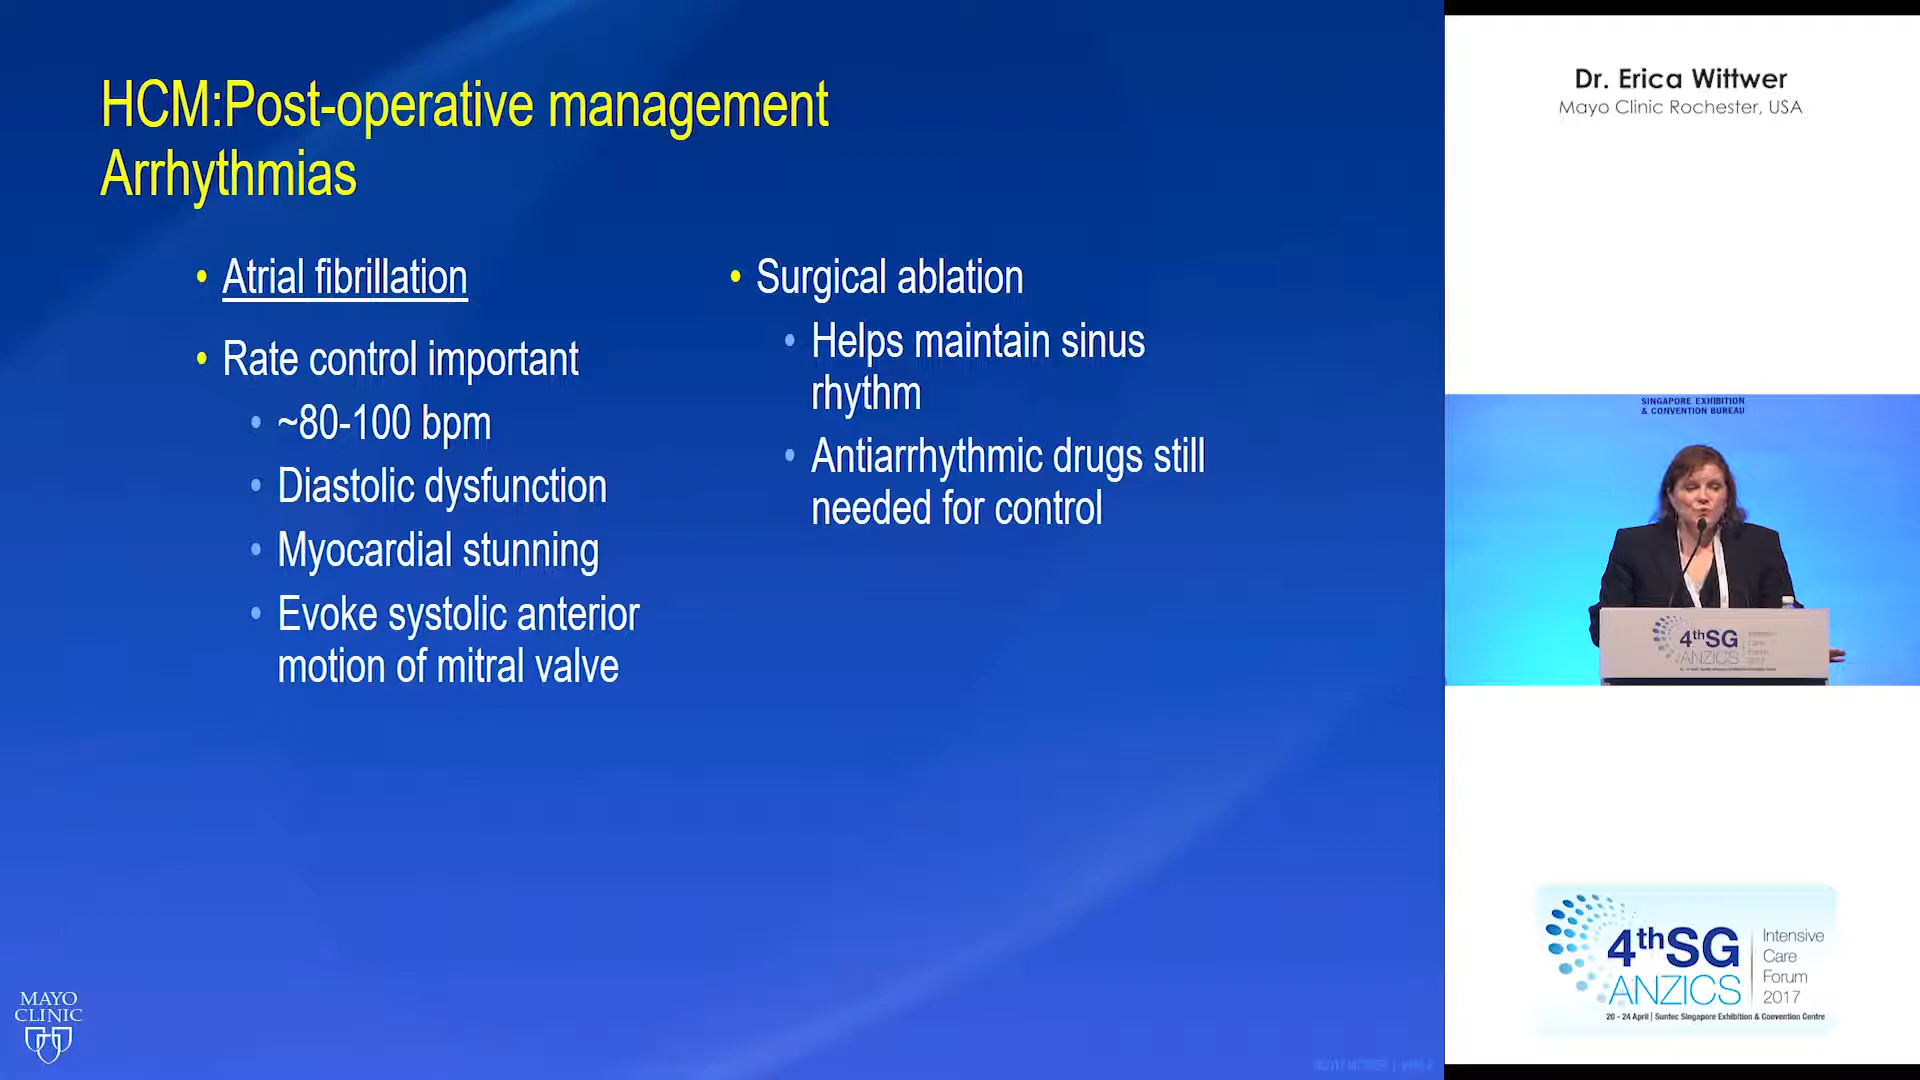 HCM:Post-operative management
Arrhythmias
• Atrial fibrillation
• Rate control important
• ~80-100 bpm
• Diastolic dysfunction
• Myocardial stunning
• Evoke systolic anterior
motion of mitral valve
• Surgical ablation
• Helps maintain sinus
rhythm
• Antiarrhythmic drugs still
needed for control
MAYO
CLINIC
Dr. Erica Wittwer
Mayo Clinic Rochester, USA
SINGAPORE EXHIBITION
& CONVENTION BUREAU
4thSG
ANZICS
4thSG
ANZICS
Intensive
Care
Forum
2017
20 - 24 April | Suntec Singapore Exhibition & Convention Centre